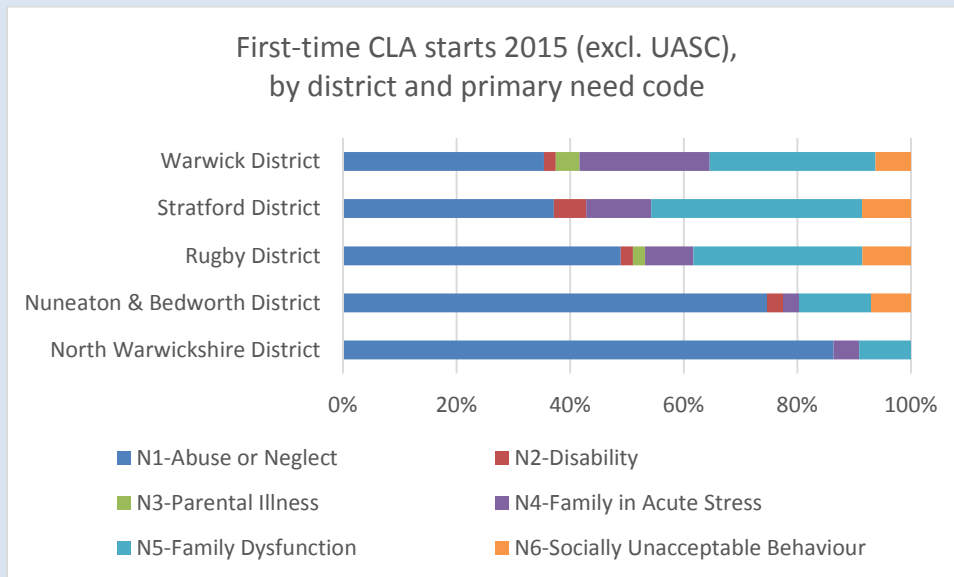 First-time CLA starts 2015 (excl. UASC),
by district and primary need code
Warwick District
Stratford District
Rugby District
Nuneaton & Bedworth District
North Warwickshire District
0% 20% 40% 60% 80% 100%
N1-Abuse or Neglect N2-Disability
N3-Parental Illness N4-Family in Acute Stress
N5-Family Dysfunction N6-Socially Unacceptable Behaviour